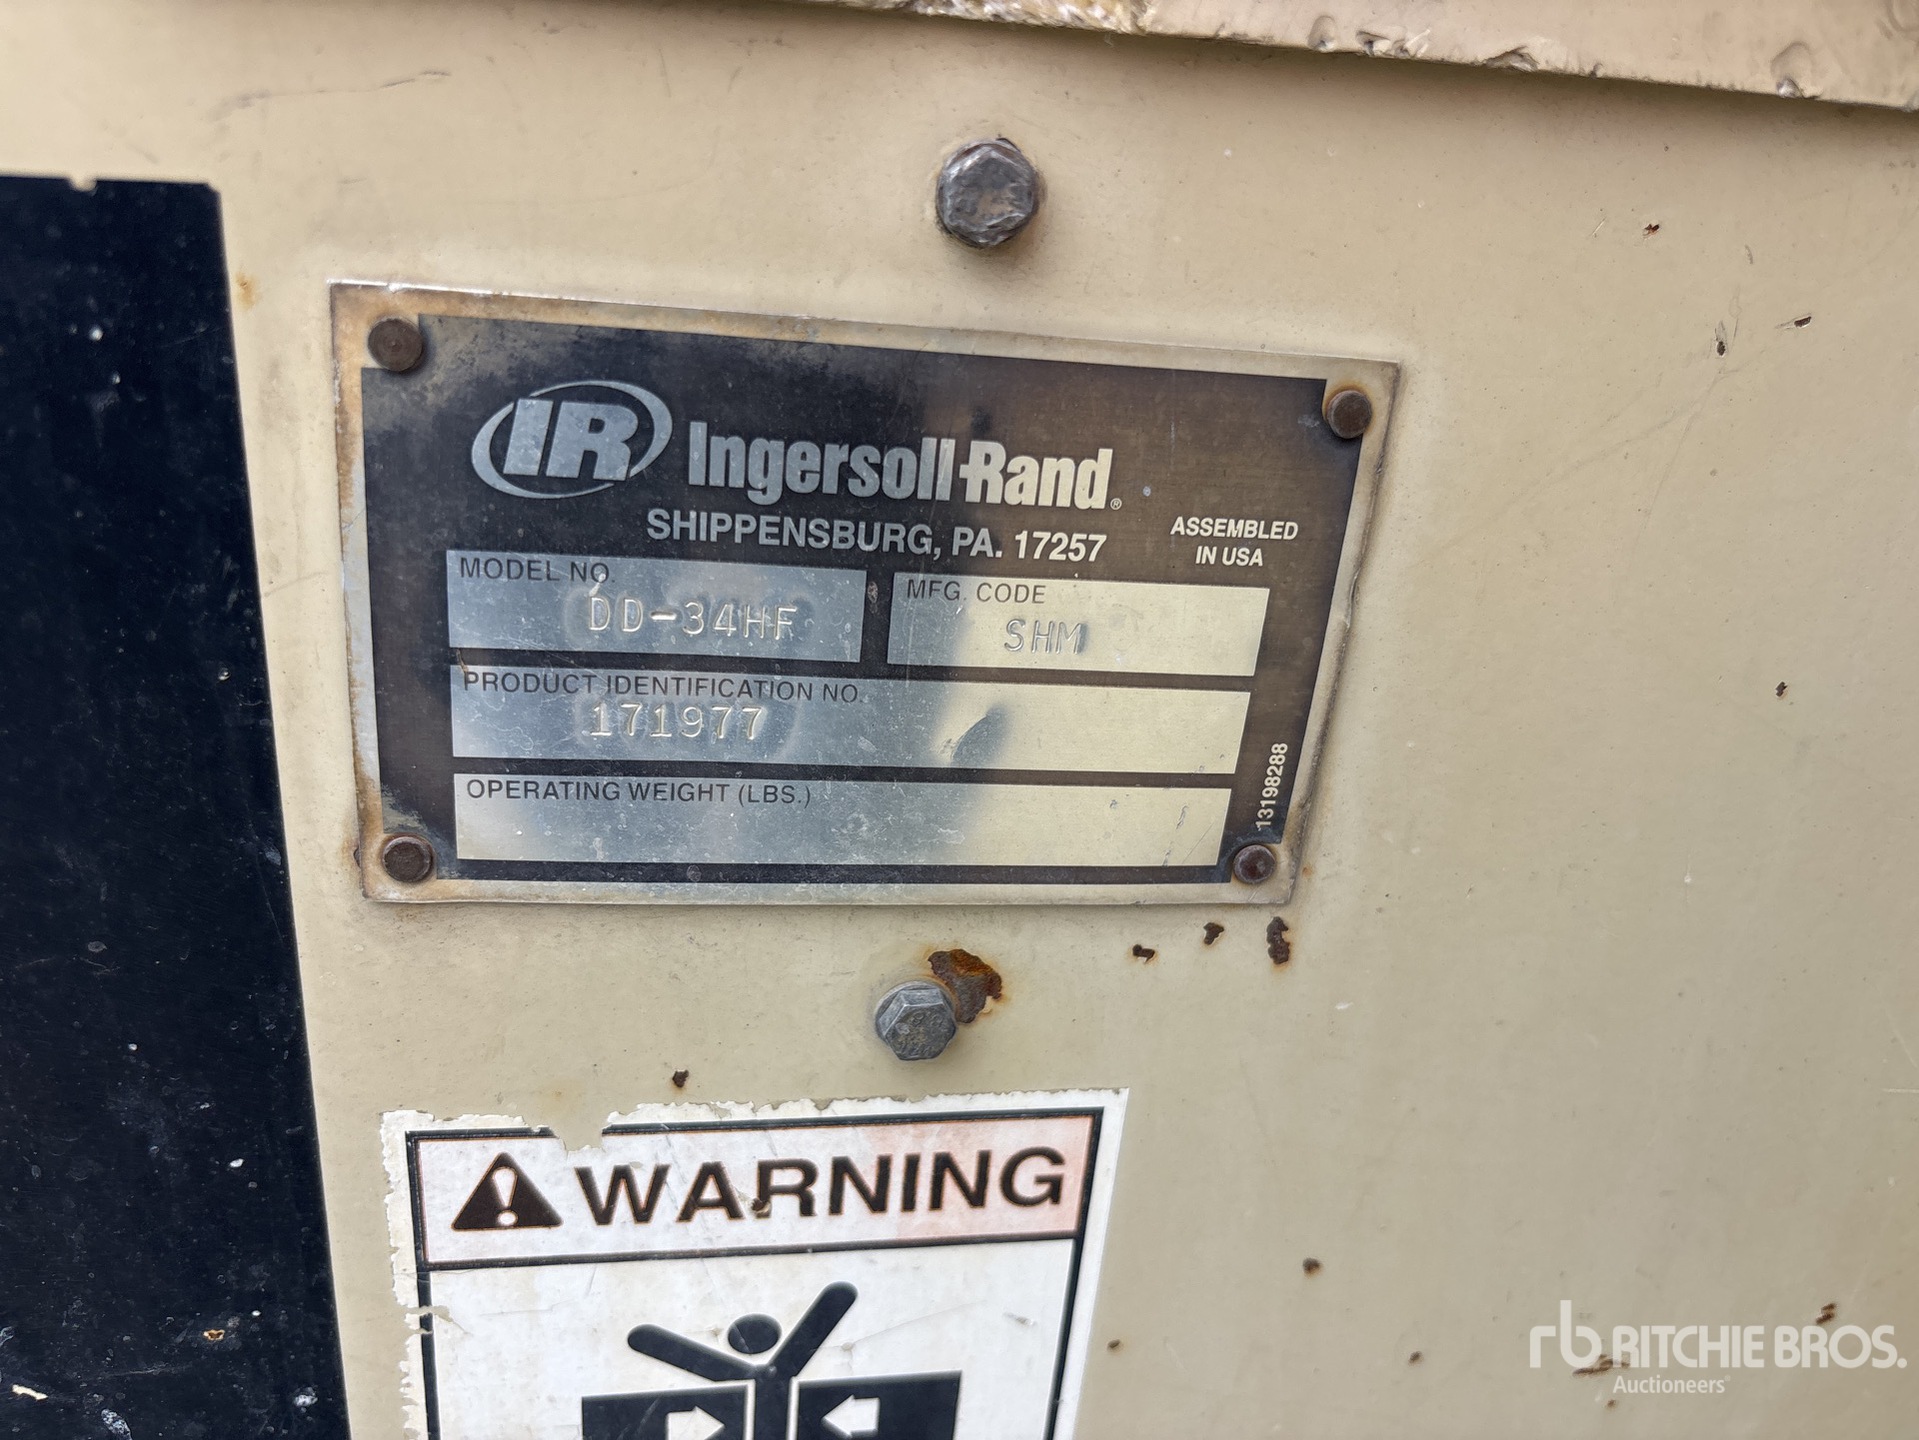 IR Ingersoll-Rand®
SHIPPENSBURG, PA. 17257
ASSEMBLED
IN USA
MODEL NO.
DD-34HF
MFG. CODE
SHM
PRODUCT IDENTIFICATION NO.
171977
OPERATING WEIGHT (LBS.)
13198288
WARNING
rb RITCHIE BROS.
Auctioneers